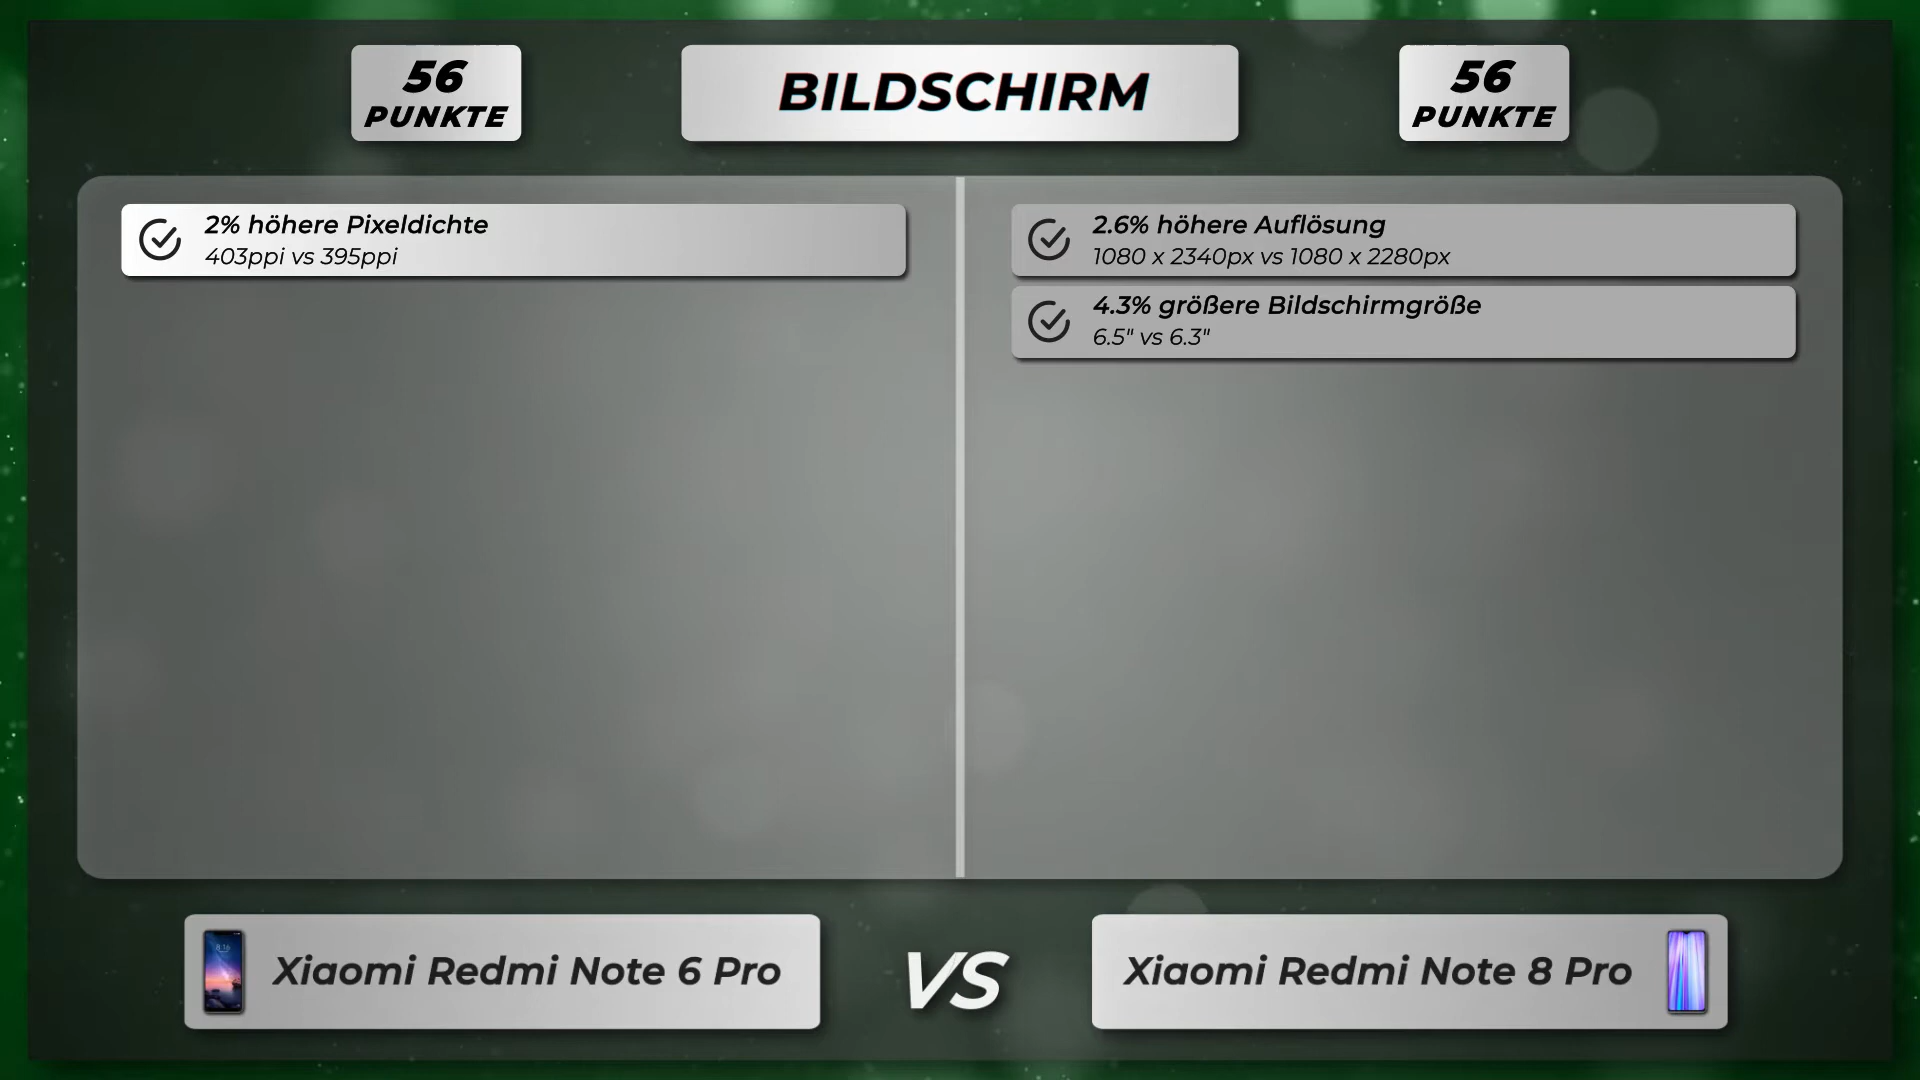 56
PUNKTE
BILDSCHIRM
56
PUNKTE
2% höhere Pixeldichte
403ppi vs 395ppi
2.6% höhere Auflösung
1080 x 2340px vs 1080 x 2280px
4.3% größere Bildschirmgröße
6.5" vs 6.3"
8:16
Xiaomi Redmi Note 6 Pro
VS
Xiaomi Redmi Note 8 Pro